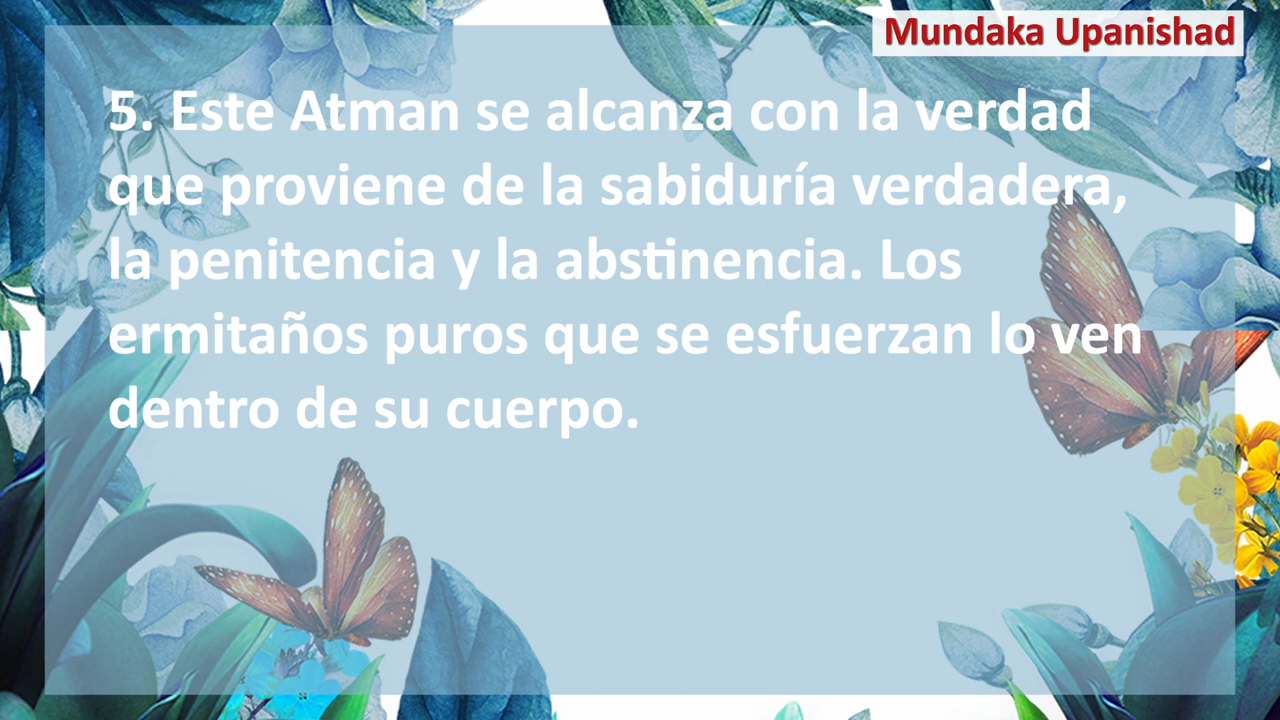 Mundaka Upanishad
5. Este Atman se alcanza con la verdad
que proviene de la sabiduría verdadera,
la penitencia y la abstinencia. Los
ermitaños puros que se esfuerzan lo ven
dentro de su cuerpo.